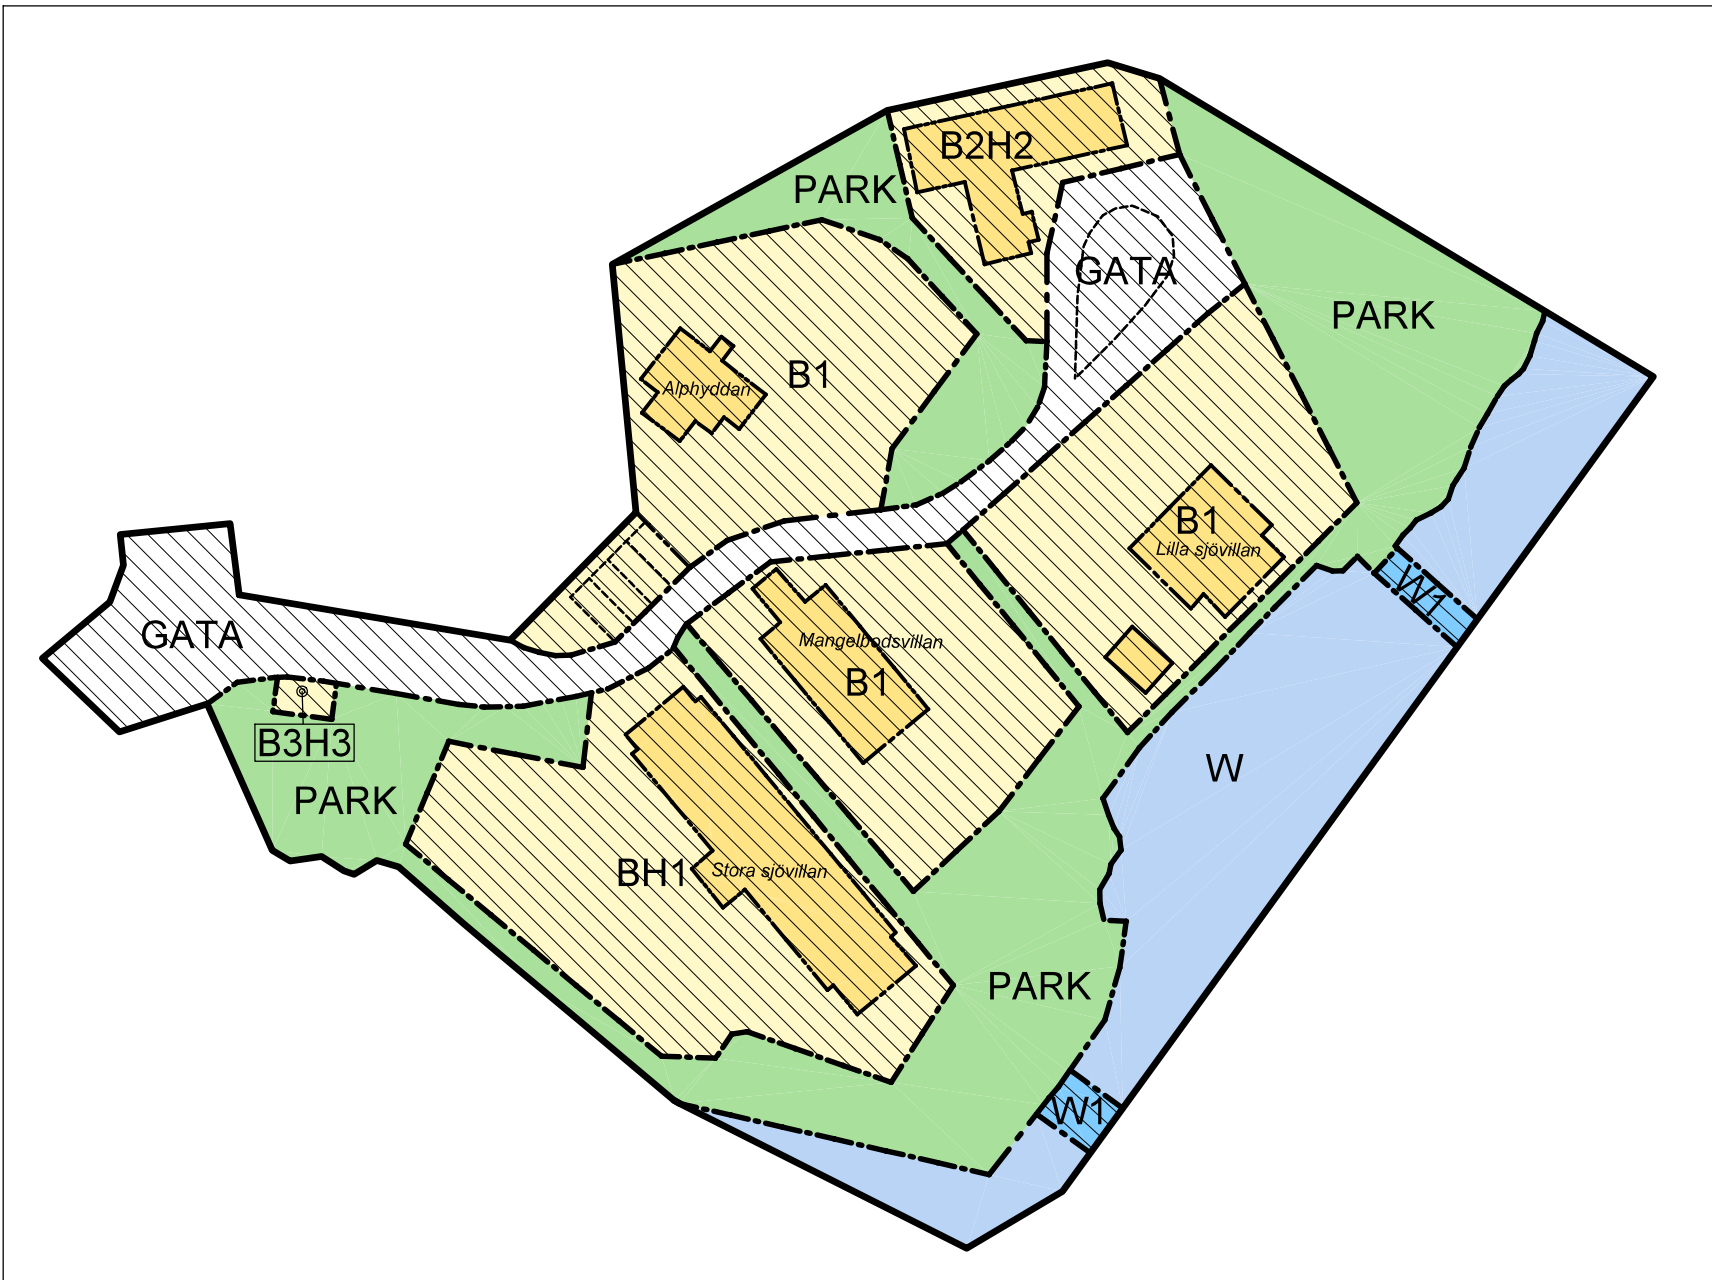 B2H2
PARK
GATA
PARK
B1
Alphyddan
B1
Lilla sjövillan
W1
GATA
Mangelbodsvillan
B1
B3H3
W
PARK
BH1
Stora sjövillan
PARK
W1